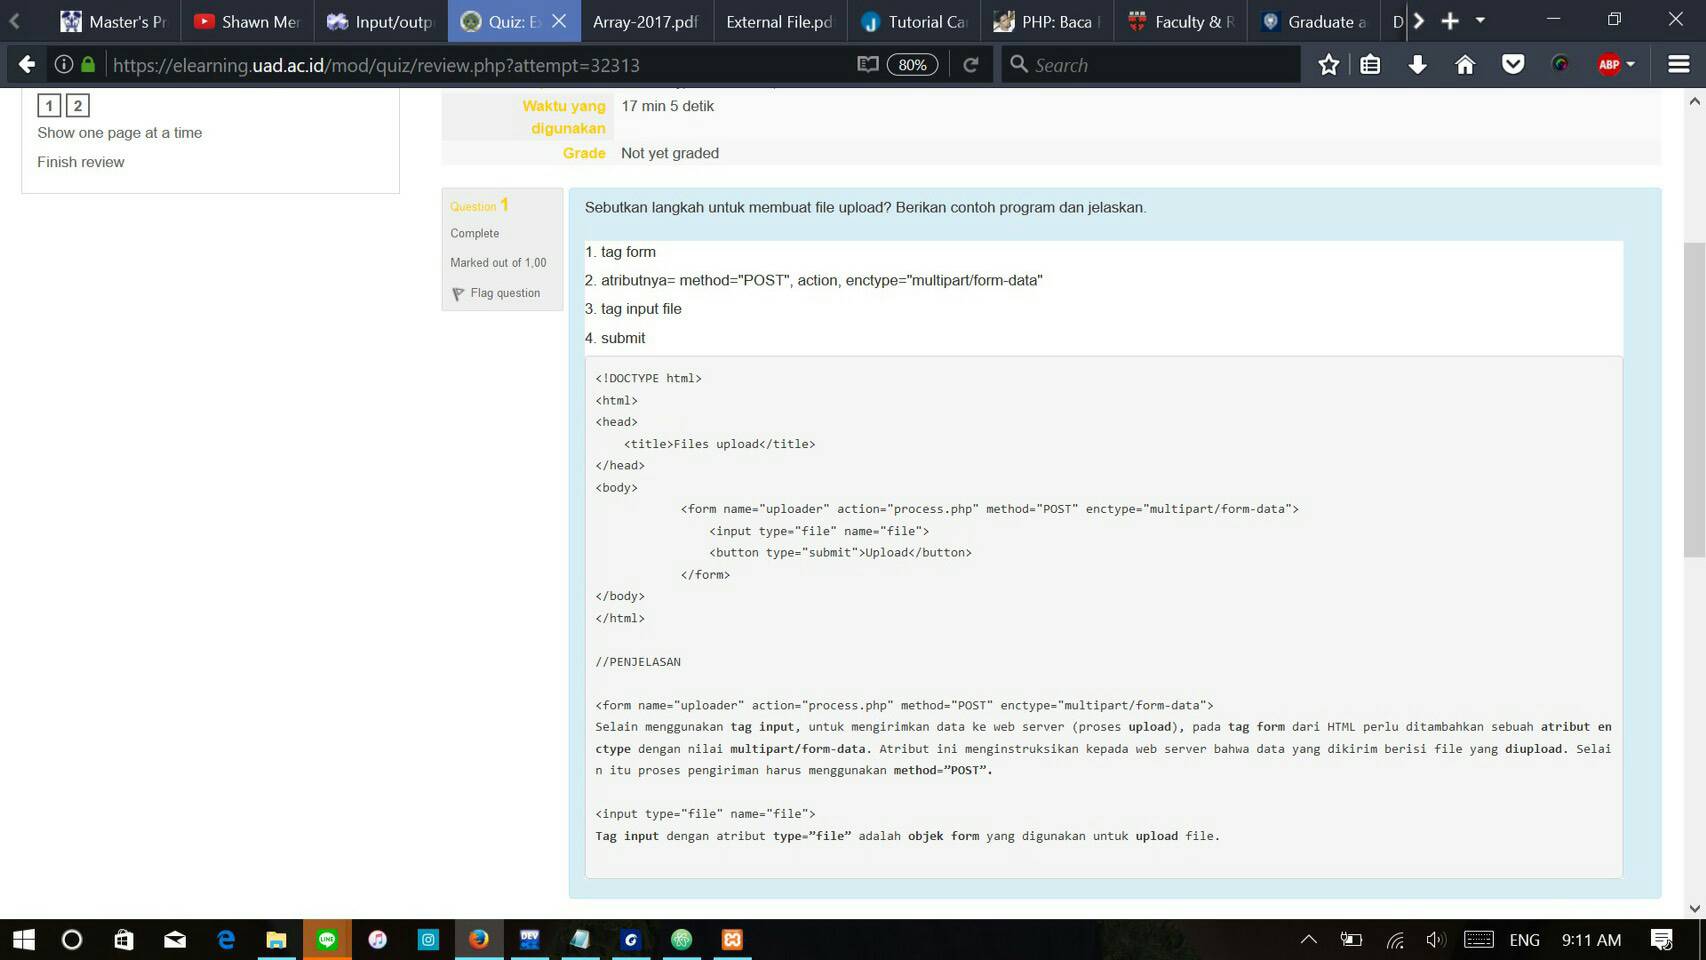 Master's Pr
Shawn Mer
Input/outp
Quiz: E
Array-2017.pdf
External File.pd
Tutorial Ca
PHP: Baca
Faculty & R
Graduate a
D
https://elearning.uad.ac.id/mod/quiz/review.php?attempt=32313
80%
Search
ABP
1 2
Show one page at a time
Finish review
Waktu yang digunakan 17 min 5 detik
Grade Not yet graded
Question 1
Complete
Marked out of 1,00
Flag question
Sebutkan langkah untuk membuat file upload? Berikan contoh program dan jelaskan.
1. tag form
2. atributnya= method="POST", action, enctype="multipart/form-data"
3. tag input file
4. submit
<!DOCTYPE html>
<html>
<head>
<title>Files upload</title>
</head>
<body>
<form name="uploader" action="process.php" method="POST" enctype="multipart/form-data">
<input type="file" name="file">
<button type="submit">Upload</button>
</form>
</body>
</html>
//PENJELASAN
<form name="uploader" action="process.php" method="POST" enctype="multipart/form-data">
Selain menggunakan tag input, untuk mengirimkan data ke web server (proses upload), pada tag form dari HTML perlu ditambahkan sebuah atribut en
ctype dengan nilai multipart/form-data. Atribut ini menginstruksikan kepada web server bahwa data yang dikirim berisi file yang diupload. Selai
n itu proses pengiriman harus menggunakan method=”POST”.
<input type="file" name="file">
Tag input dengan atribut type=”file” adalah objek form yang digunakan untuk upload file.
LINE
DEV
ENG
9:11 AM